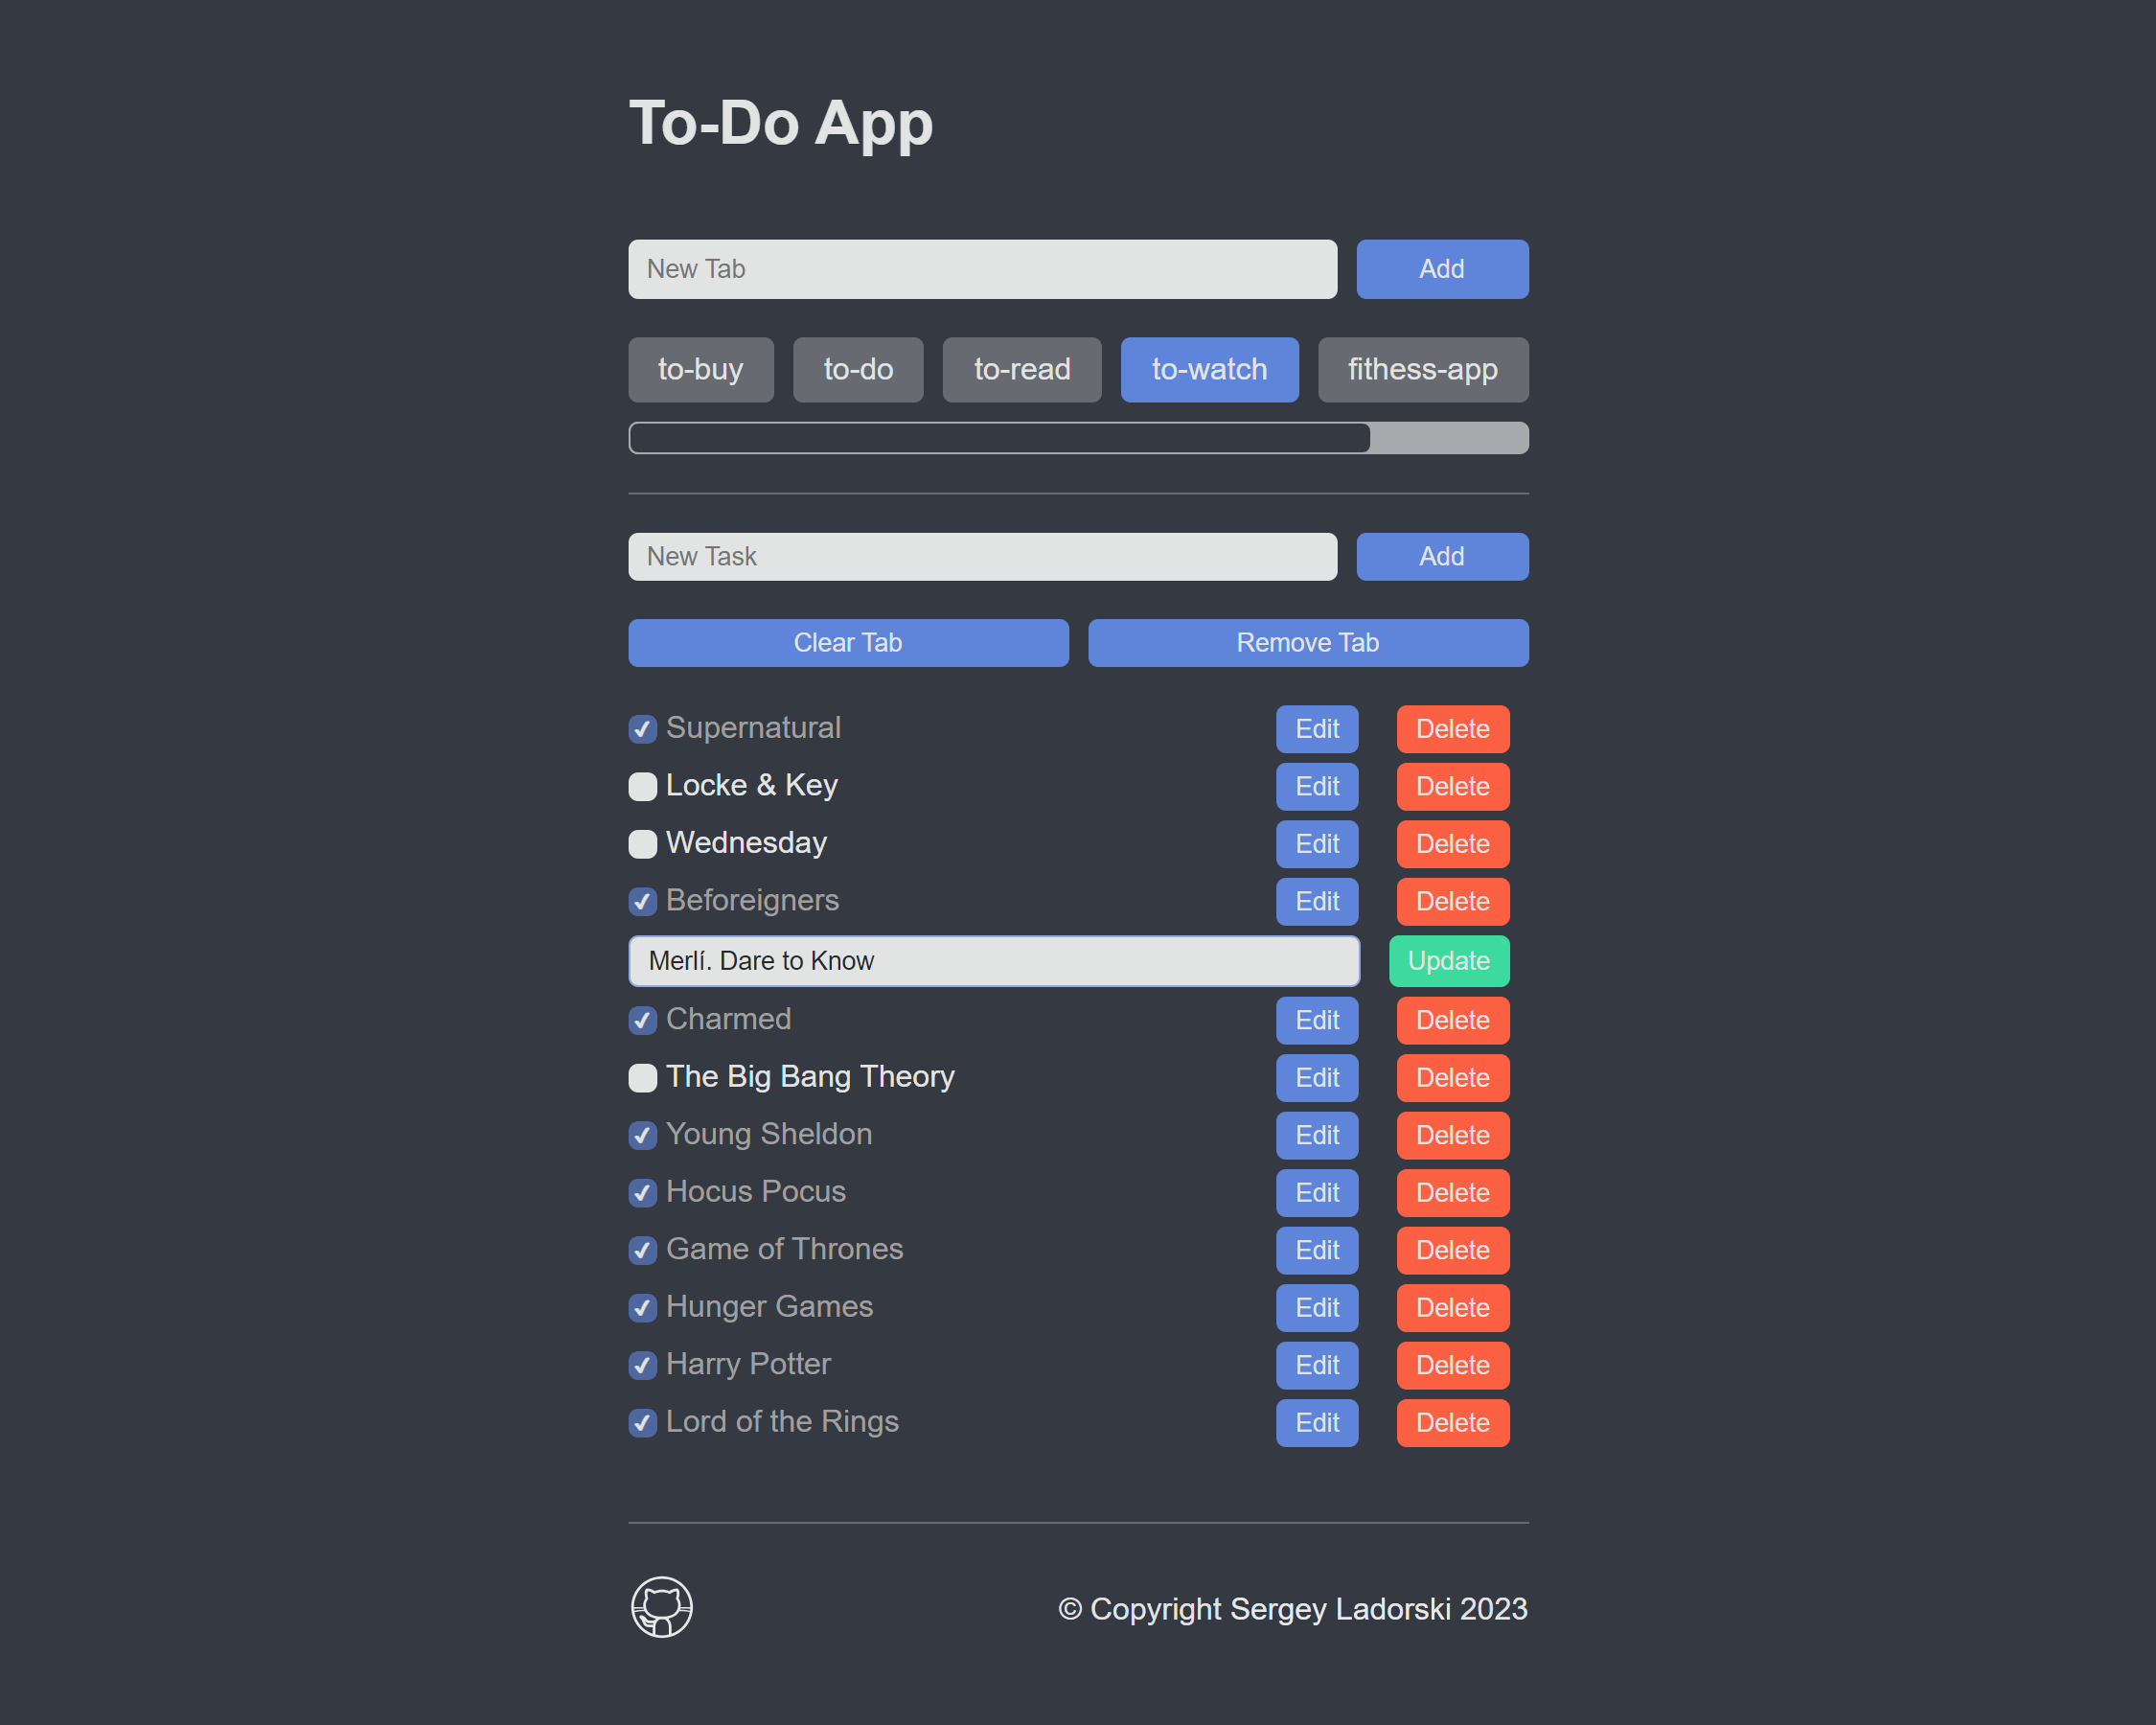 To-Do App
New Tab Add
to-buy to-do to-read to-watch fithess-app
New Task Add
Clear Tab Remove Tab
Supernatural Edit Delete
Locke & Key Edit Delete
Wednesday Edit Delete
Beforeigners Edit Delete
Merlí. Dare to Know Update
Charmed Edit Delete
The Big Bang Theory Edit Delete
Young Sheldon Edit Delete
Hocus Pocus Edit Delete
Game of Thrones Edit Delete
Hunger Games Edit Delete
Harry Potter Edit Delete
Lord of the Rings Edit Delete
© Copyright Sergey Ladorski 2023